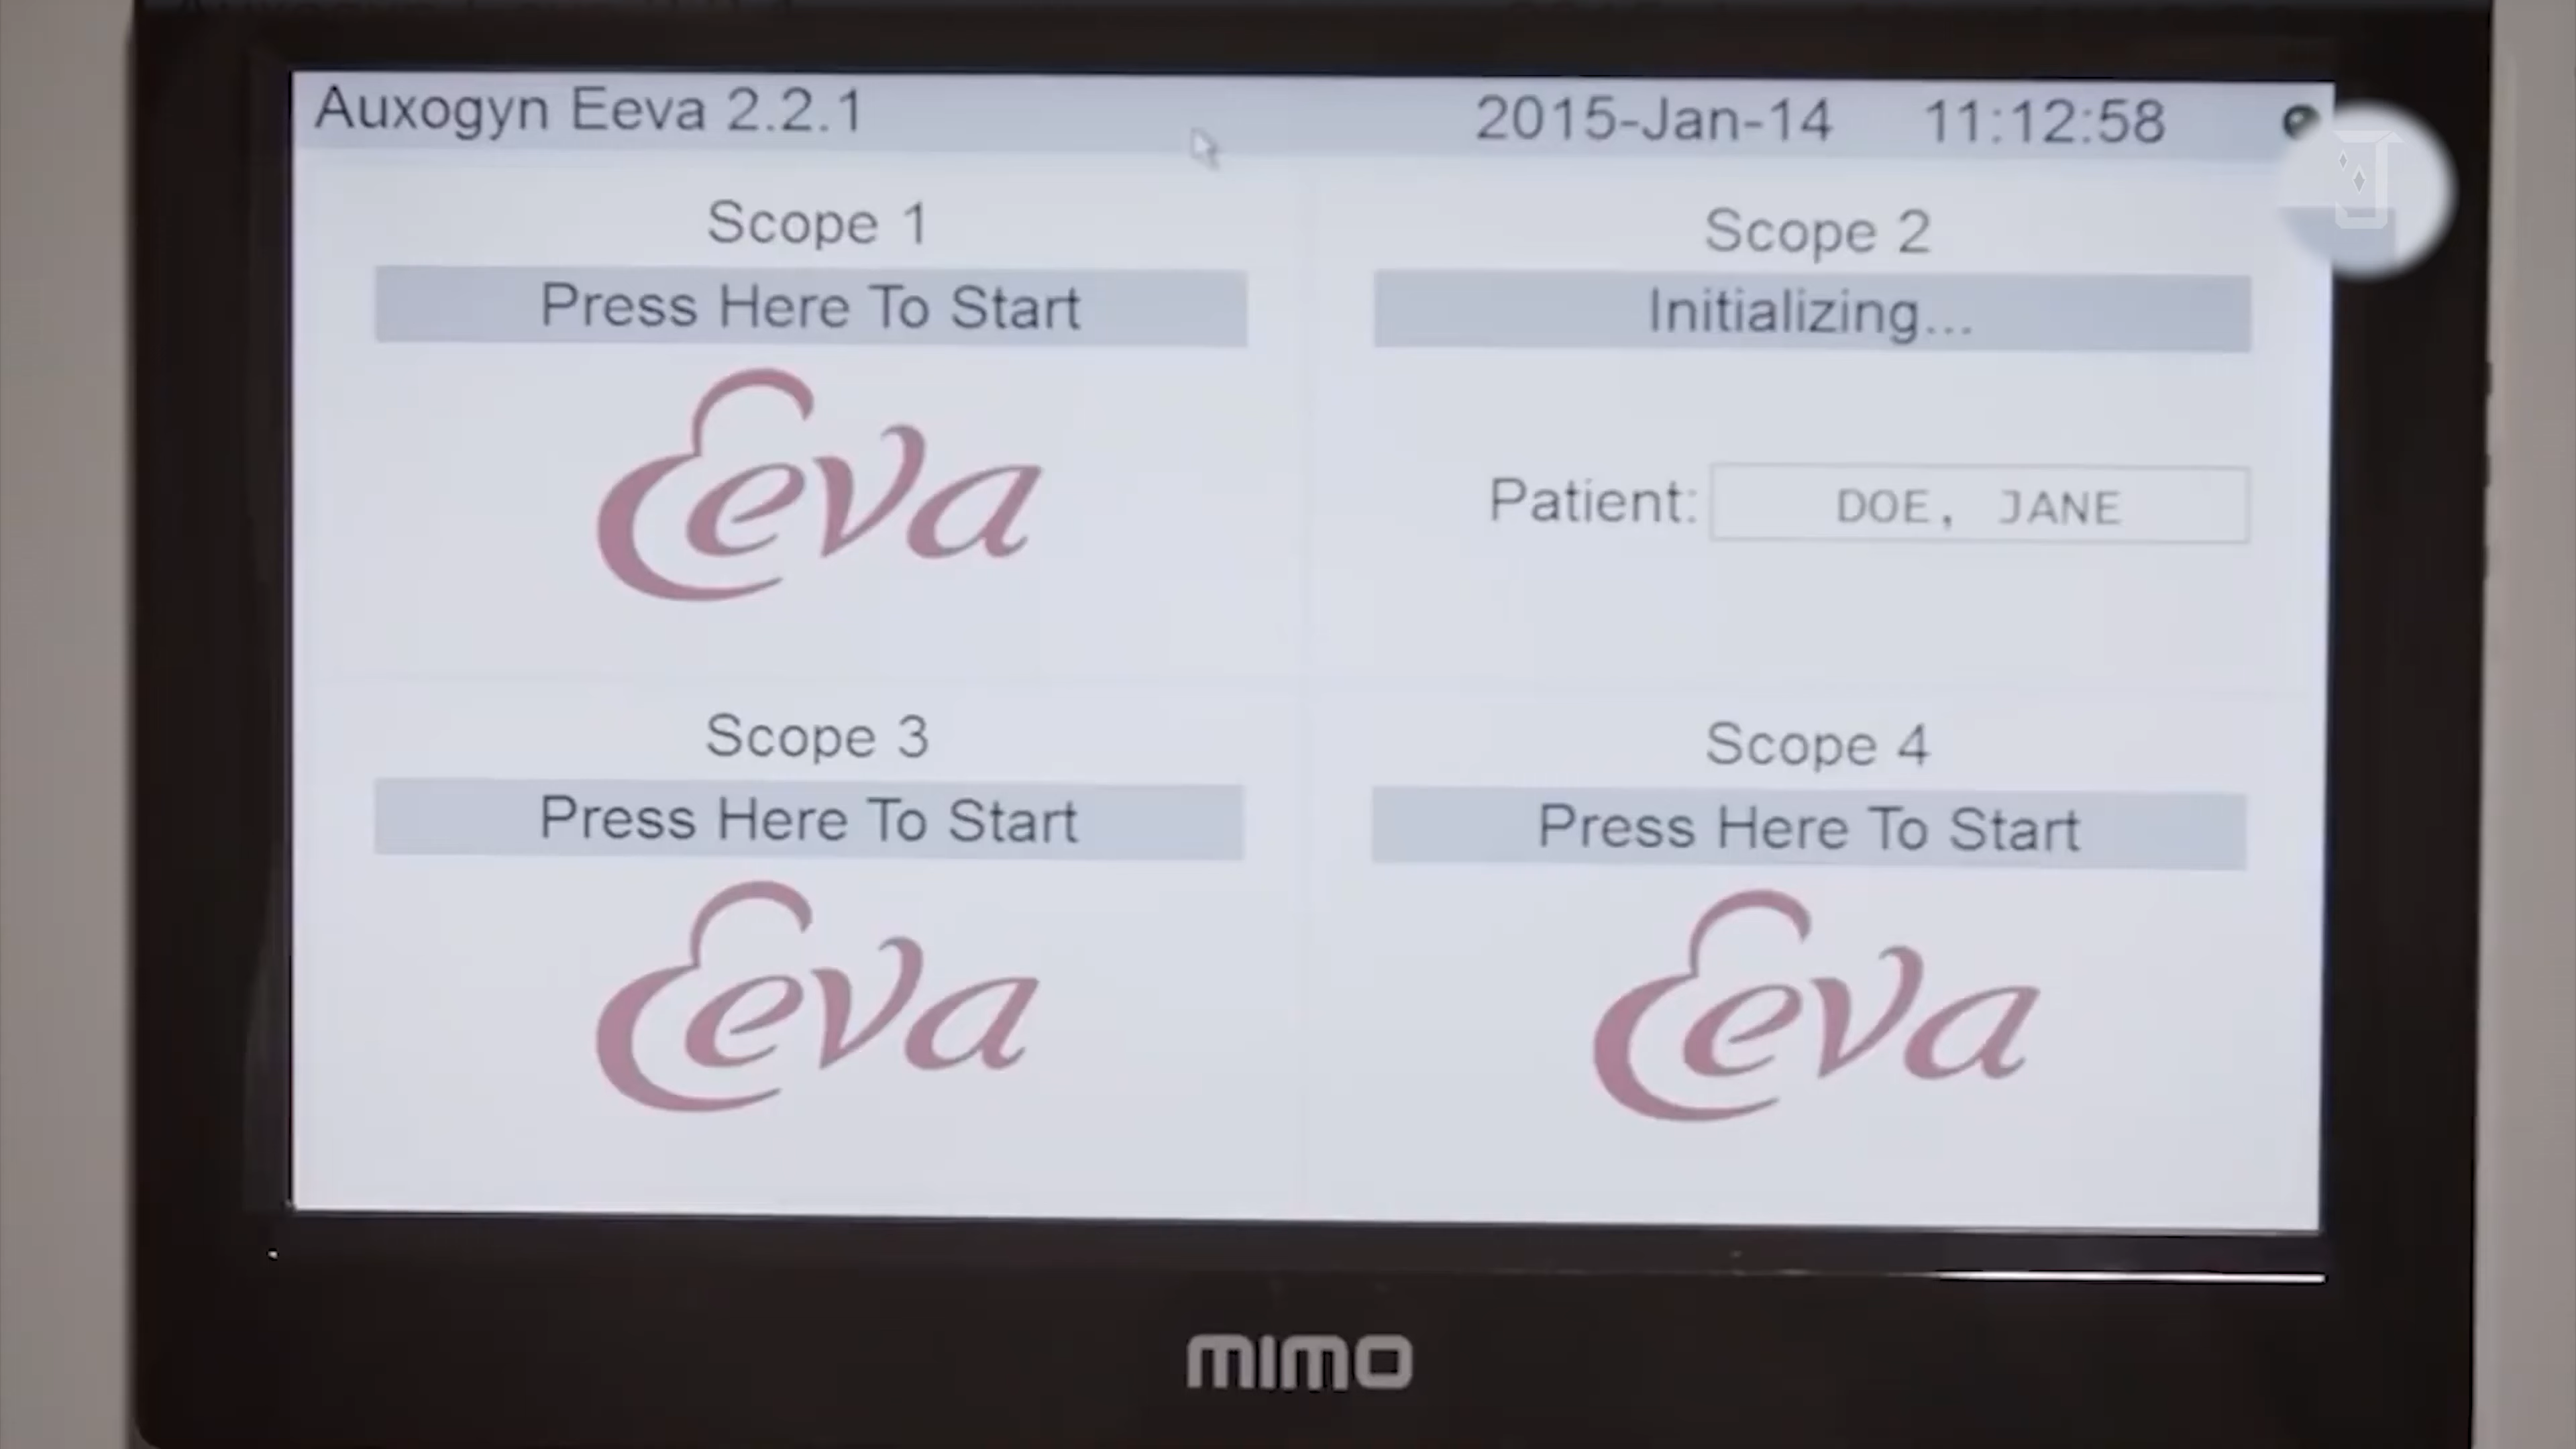 Auxogyn Eeva 2.2.1 2015-Jan-14 11:12:58
Scope 1
Press Here To Start
Eeva
Scope 2
Initializing...
Patient: DOE, JANE
Scope 3
Press Here To Start
Eeva
Scope 4
Press Here To Start
Eeva
mimo